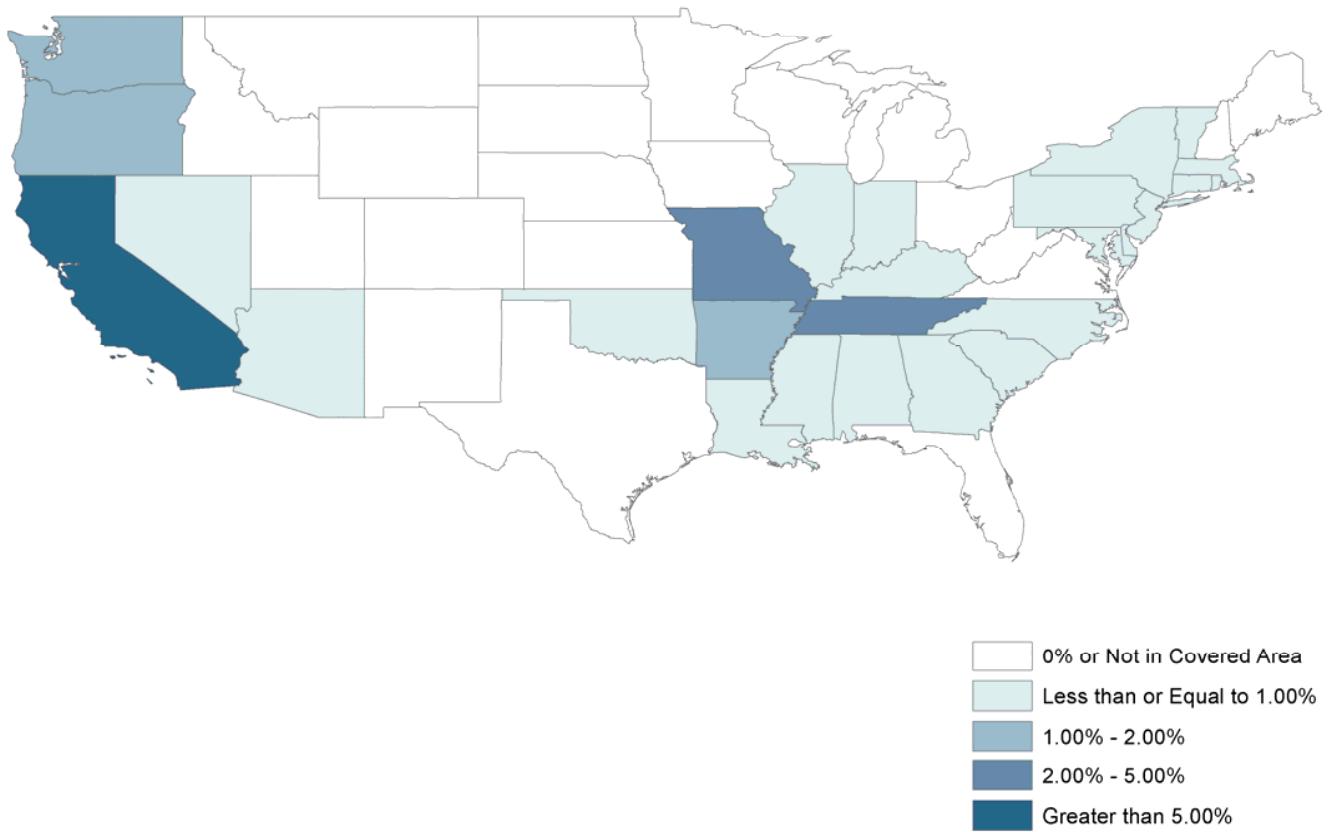 0% or Not in Covered Area
Less than or Equal to 1.00%
1.00% - 2.00%
2.00% - 5.00%
Greater than 5.00%